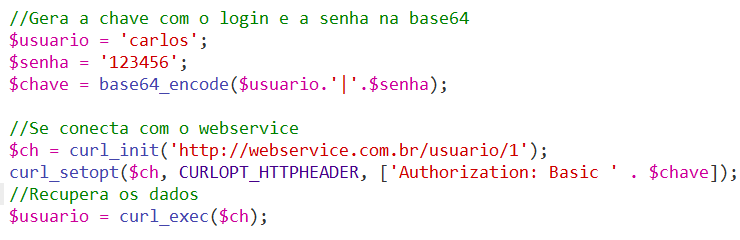 //Gera a chave com o login e a senha na base64
$usuario = 'carlos';
$senha = '123456';
$chave = base64_encode($usuario.'|'.$senha);
//Se conecta com o webservice
$ch = curl_init('http://webservice.com.br/usuario/1');
curl_setopt($ch, CURLOPT_HTTPHEADER, ['Authorization: Basic ' . $chave]);
//Recupera os dados
$usuario = curl_exec($ch);